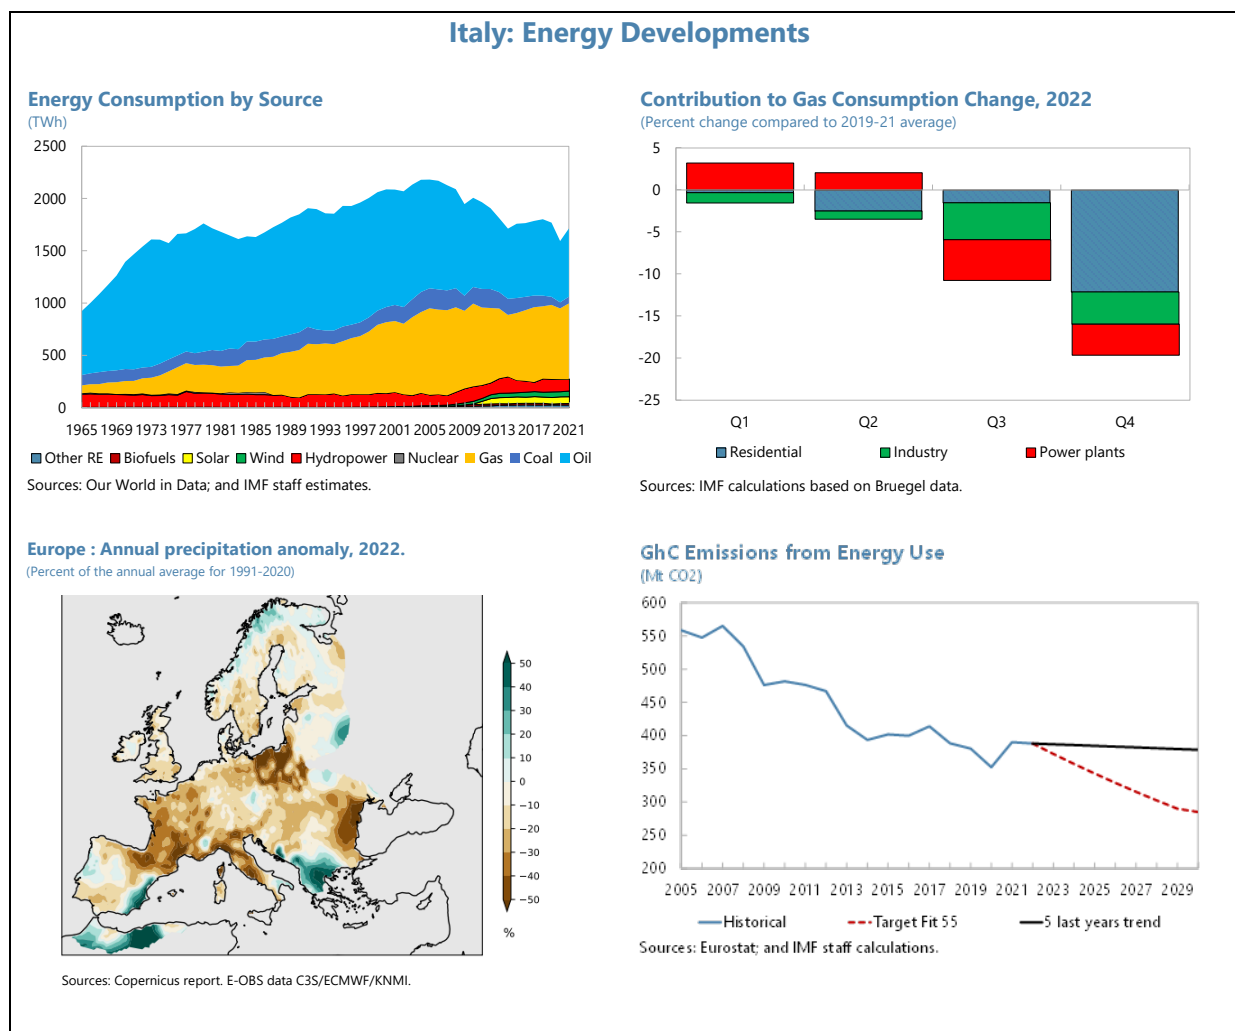 Italy: Energy Developments
Energy Consumption by Source
(TWh)
2500
2000
1500
1000
500
0
1965 1969 1973 1977 1981 1985 1989 1993 1997 2001 2005 2009 2013 2017 2021
Other RE Biofuels Solar Wind Hydropower Nuclear Gas Coal Oil
Sources: Our World in Data; and IMF staff estimates.
Contribution to Gas Consumption Change, 2022
(Percent change compared to 2019-21 average)
5
0
-5
-10
-15
-20
-25
Q1 Q2 Q3 Q4
Residential Industry Power plants
Sources: IMF calculations based on Bruegel data.
Europe : Annual precipitation anomaly, 2022.
(Percent of the annual average for 1991-2020)
50
40
30
20
10
0
−10
−20
−30
−40
−50
%
Sources: Copernicus report. E-OBS data C3S/ECMWF/KNMI.
GhC Emissions from Energy Use
(Mt CO2)
600
550
500
450
400
350
300
250
200
2005 2007 2009 2011 2013 2015 2017 2019 2021 2023 2025 2027 2029
Historical Target Fit 55 5 last years trend
Sources: Eurostat; and IMF staff calculations.